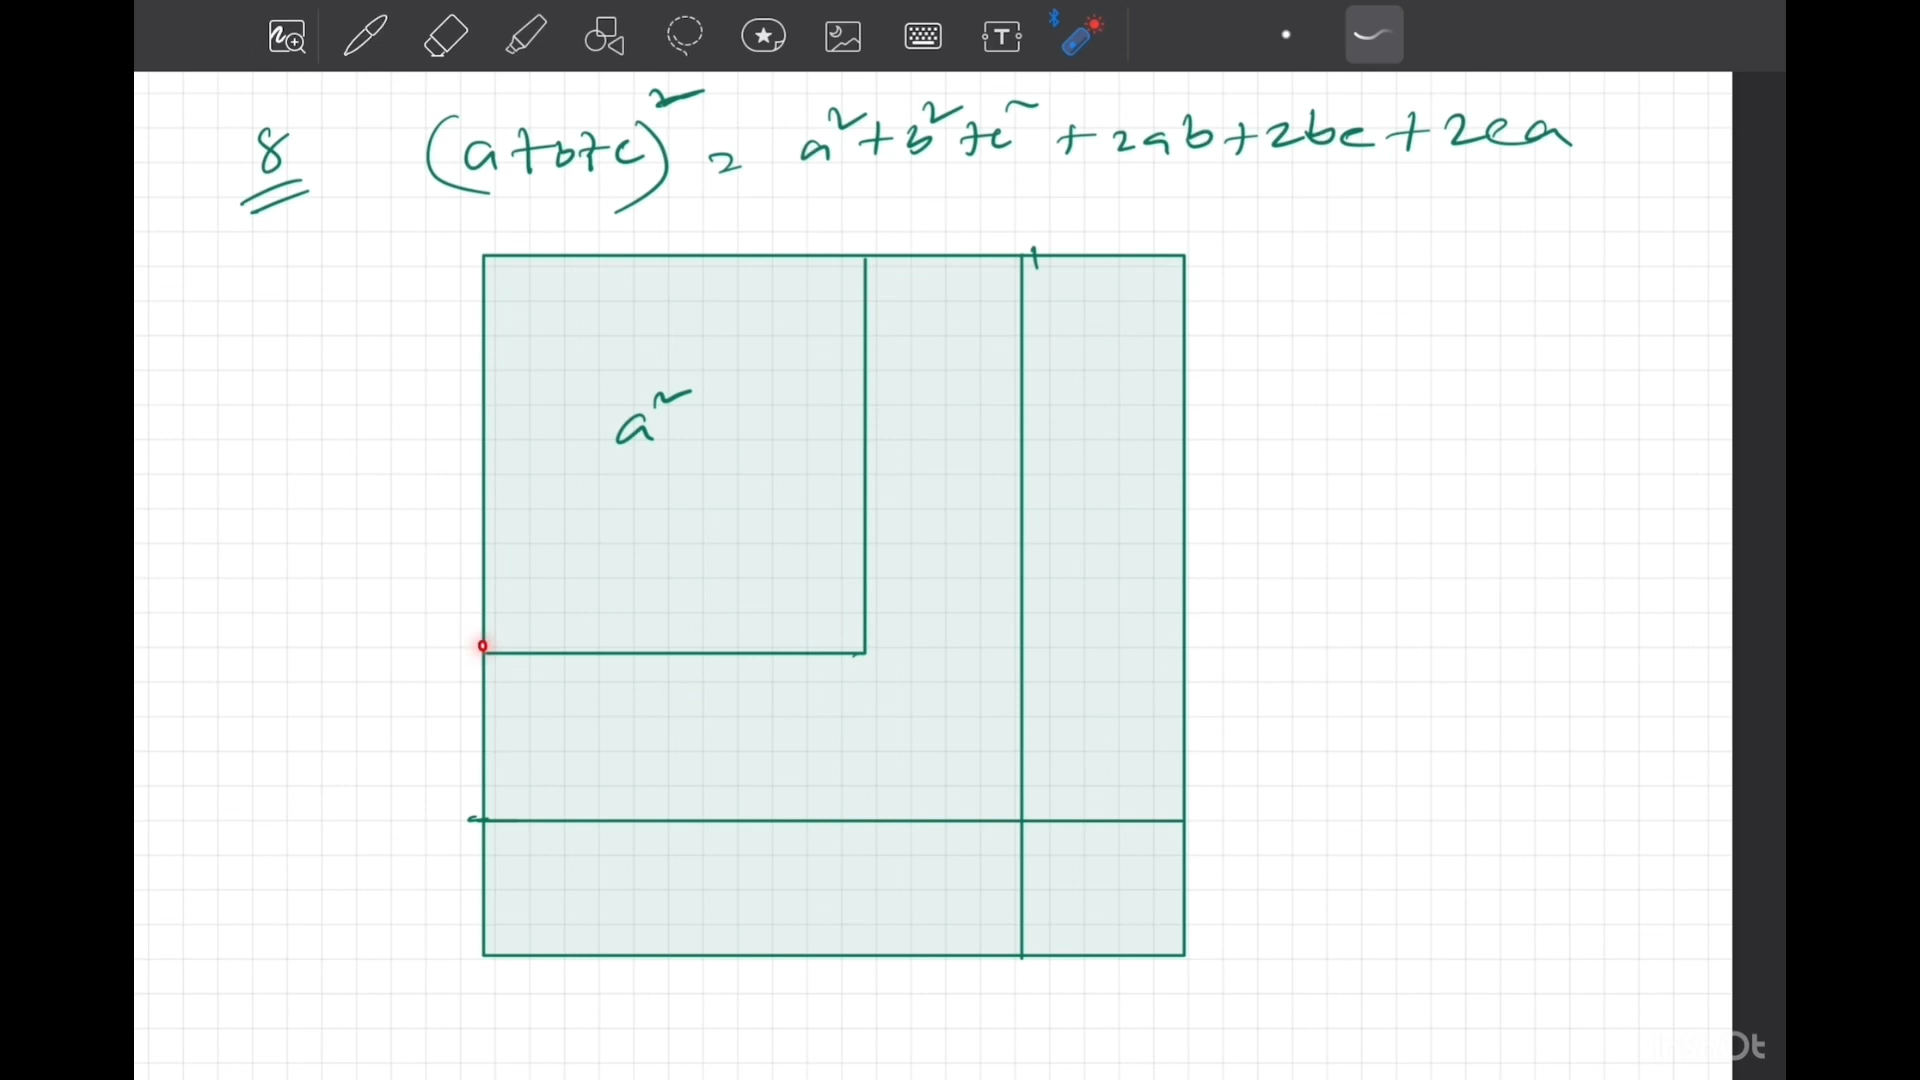 8 (a+b+c)² = a²+b²+c² + 2ab+2bc+2ca
a²